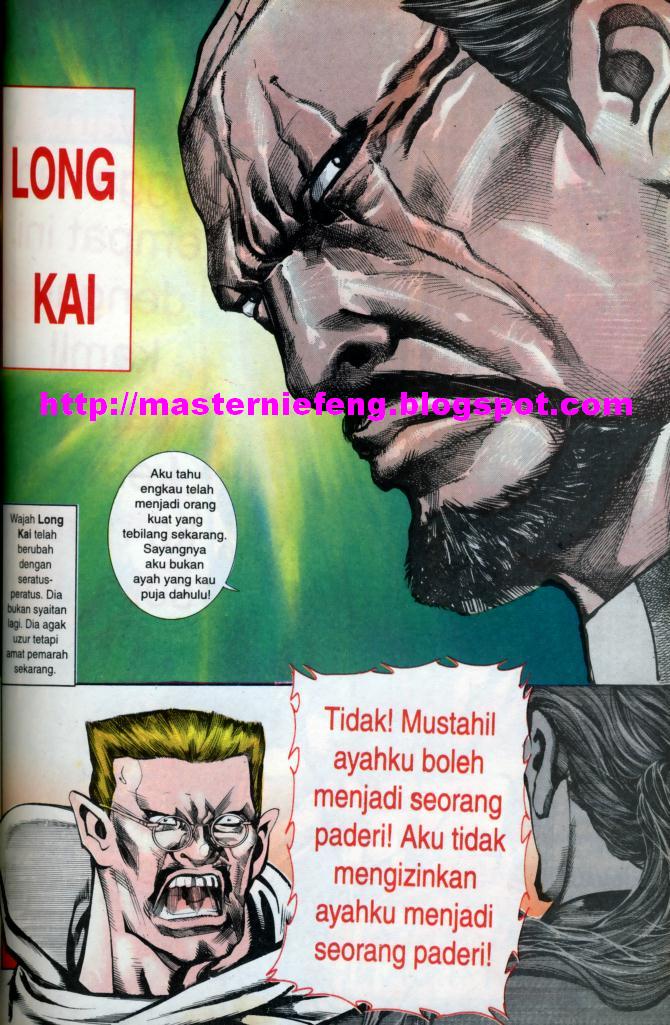 LONG
KAI
http://masterniefeng.blogspot.com
Aku tahu
engkau telah
menjadi orang
kuat yang
tebilang sekarang.
Sayangnya
aku bukan
ayah yang kau
puja dahulu!
Wajah Long
Kai telah
berubah
dengan
seratus-
peratus. Dia
bukan syaitan
lagi. Dia agak
uzur tetapi
amat pemarah
sekarang.
Tidak! Mustahil
ayahku boleh
menjadi seorang
paderi! Aku tidak
mengizinkan
ayahku menjadi
seorang paderi!